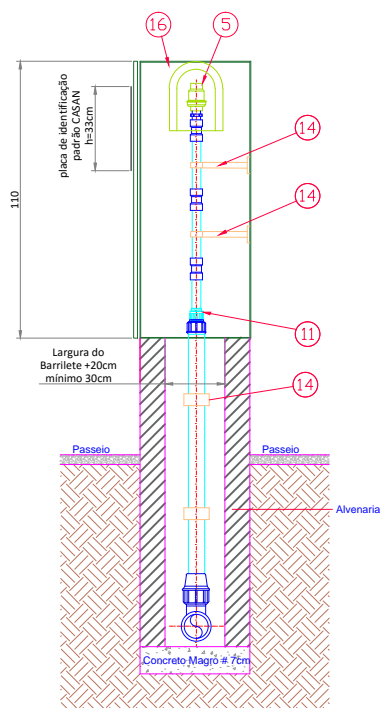 16
5
placa de identificação
padrão CASAN
h=33cm
14
110
14
11
Largura do
Barrilete +20cm
mínimo 30cm
14
Passeio
Passeio
Alvenaria
Concreto Magro # 7cm